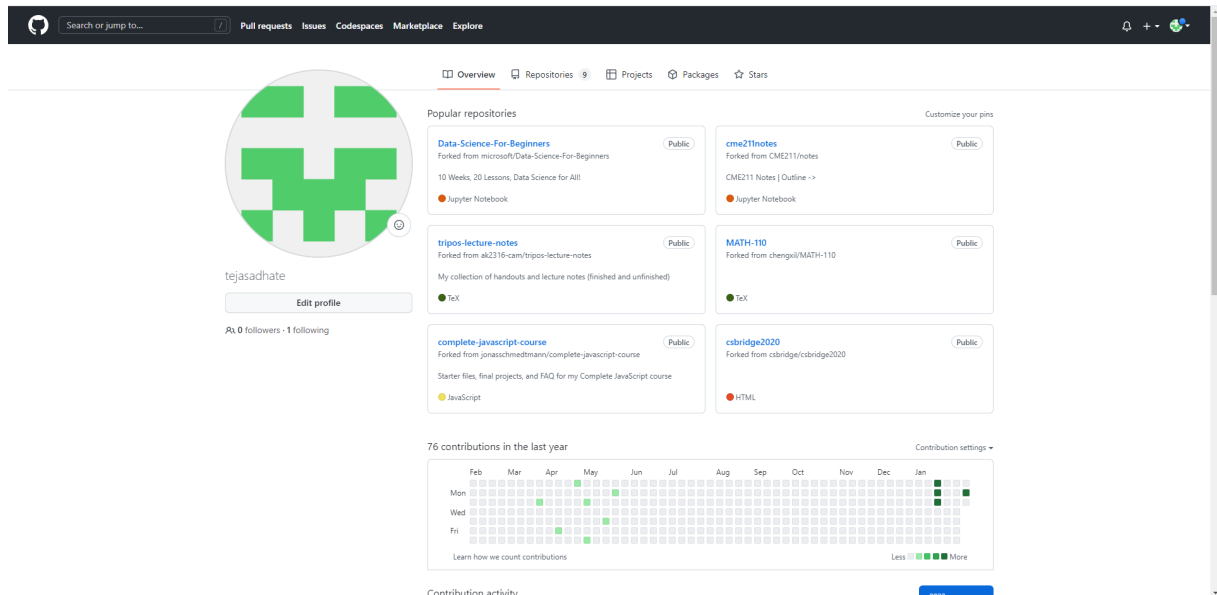 Search or jump to... /
Pull requests Issues Codespaces Marketplace Explore
Overview Repositories 9 Projects Packages Stars
tejasadhate
Edit profile
0 followers · 1 following
Popular repositories
Customize your pins
Data-Science-For-Beginners Public
Forked from microsoft/Data-Science-For-Beginners
10 Weeks, 20 Lessons, Data Science for All!
Jupyter Notebook
cme211notes Public
Forked from CME211/notes
CME211 Notes | Outline ->
Jupyter Notebook
tripos-lecture-notes Public
Forked from ak2316-cam/tripos-lecture-notes
My collection of handouts and lecture notes (finished and unfinished)
TeX
MATH-110 Public
Forked from chengxil/MATH-110
TeX
complete-javascript-course Public
Forked from jonasschmedtmann/complete-javascript-course
Starter files, final projects, and FAQ for my Complete JavaScript course
JavaScript
csbridge2020 Public
Forked from csbridge/csbridge2020
HTML
76 contributions in the last year
Contribution settings
Feb Mar Apr May Jun Jul Aug Sep Oct Nov Dec Jan
Mon
Wed
Fri
Learn how we count contributions
Less More
Contribution activity